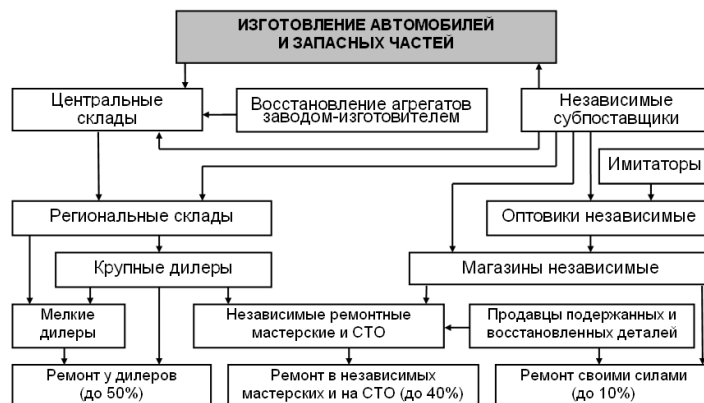 ИЗГОТОВЛЕНИЕ АВТОМОБИЛЕЙ
И ЗАПАСНЫХ ЧАСТЕЙ
Центральные
склады
Восстановление агрегатов
заводом-изготовителем
Независимые
субпоставщики
Имитаторы
Региональные склады
Оптовики независимые
Крупные дилеры
Магазины независимые
Мелкие
дилеры
Независимые ремонтные
мастерские и СТО
Продавцы подержанных и
восстановленных деталей
Ремонт у дилеров
(до 50%)
Ремонт в независимых
мастерских и на СТО (до 40%)
Ремонт своими силами
(до 10%)